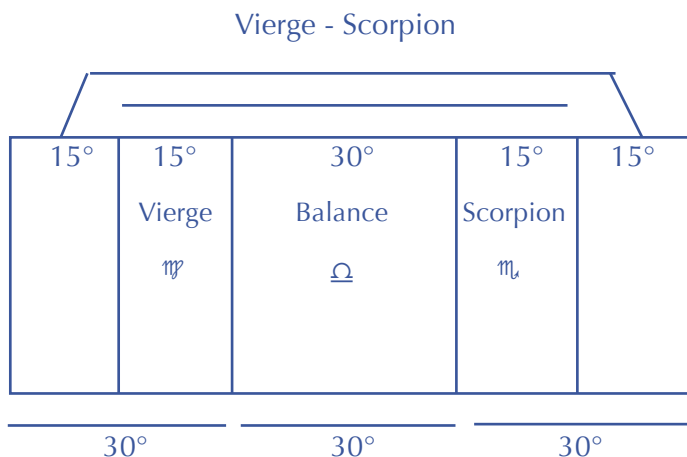 Vierge - Scorpion
15° 15° 30° 15° 15°
Vierge Balance Scorpion
♍ ♎ ♏
30° 30° 30°